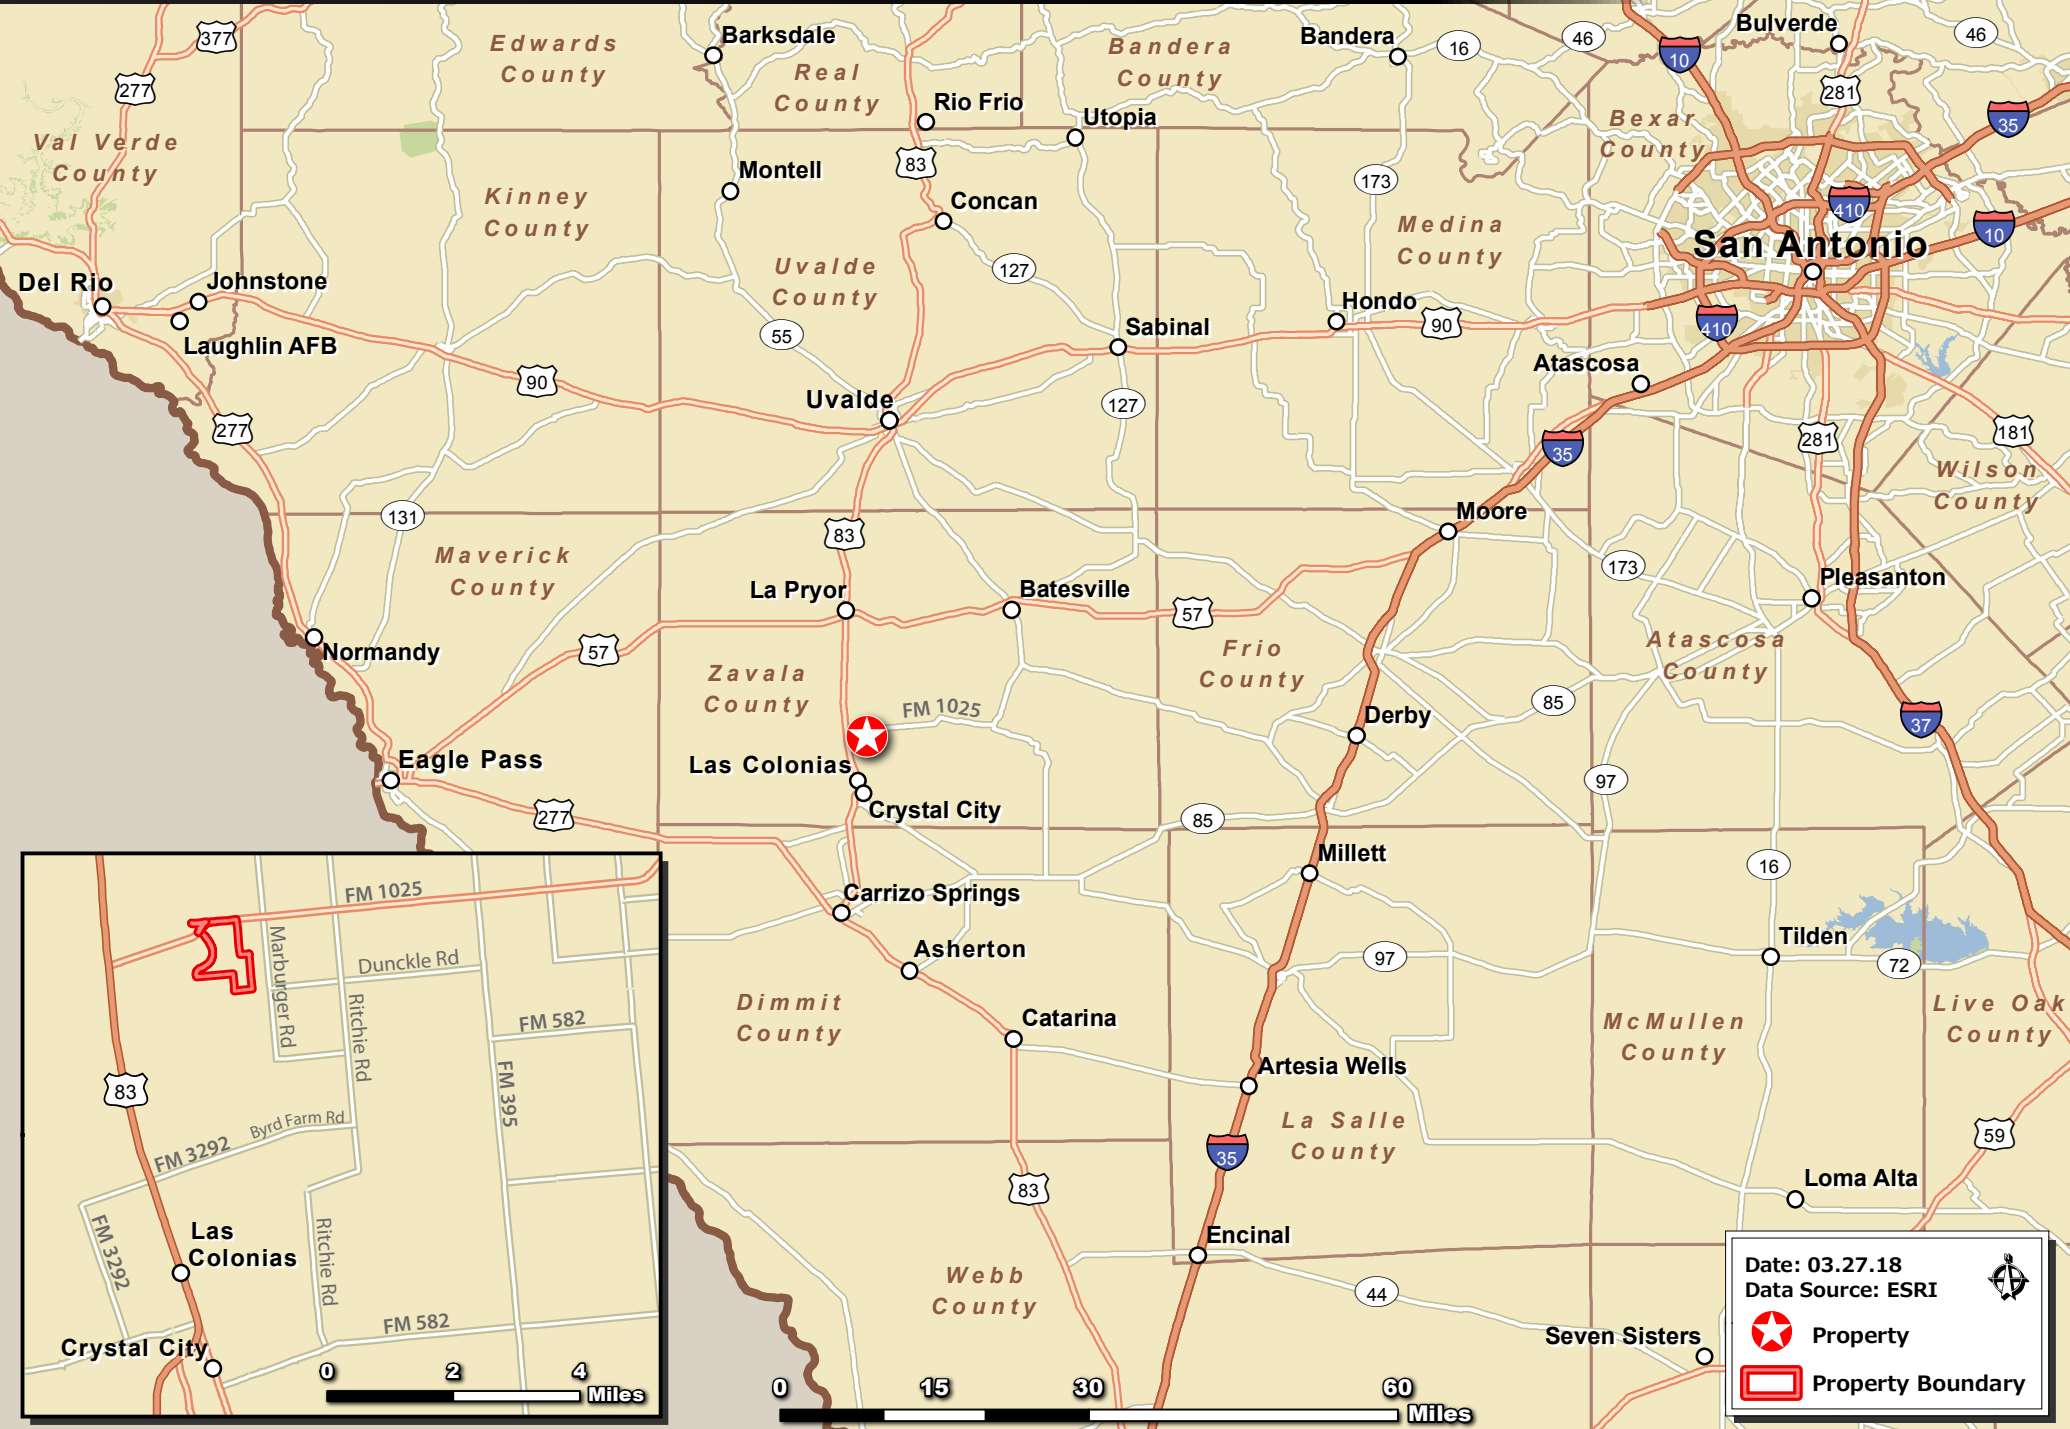 377
277
Val Verde
County
Edwards
County
Barksdale
Real
County
Rio Frio
83
Bandera
County
Utopia
Bandera
16
46
10
Bulverde
281
46
35
Bexar
County
Kinney
County
Montell
Concan
173
Medina
County
410
San Antonio
10
Del Rio
Johnstone
Laughlin AFB
Uvalde
County
127
55
Sabinal
Hondo
90
410
Atascosa
90
277
Uvalde
127
35
281
181
Wilson
County
131
Maverick
County
83
Moore
173
La Pryor
Batesville
57
Pleasanton
Normandy
57
Zavala
County
Frio
County
Atascosa
County
FM 1025
85
Derby
37
Eagle Pass
Las Colonias
Crystal City
97
277
85
Millett
16
Carrizo Springs
Asherton
97
Tilden
72
Dimmit
County
Catarina
McMullen
County
Live Oak
County
Artesia Wells
La Salle
County
35
59
83
Loma Alta
Encinal
Webb
County
44
Seven Sisters
0 15 30 60
Miles
FM 1025
Marburger Rd
Dunckle Rd
Ritchie Rd
FM 582
FM 395
83
Byrd Farm Rd
FM 3292
FM 3292
Las
Colonias
Ritchie Rd
FM 582
Crystal City
0 2 4
Miles
Date: 03.27.18
Data Source: ESRI
Property
Property Boundary